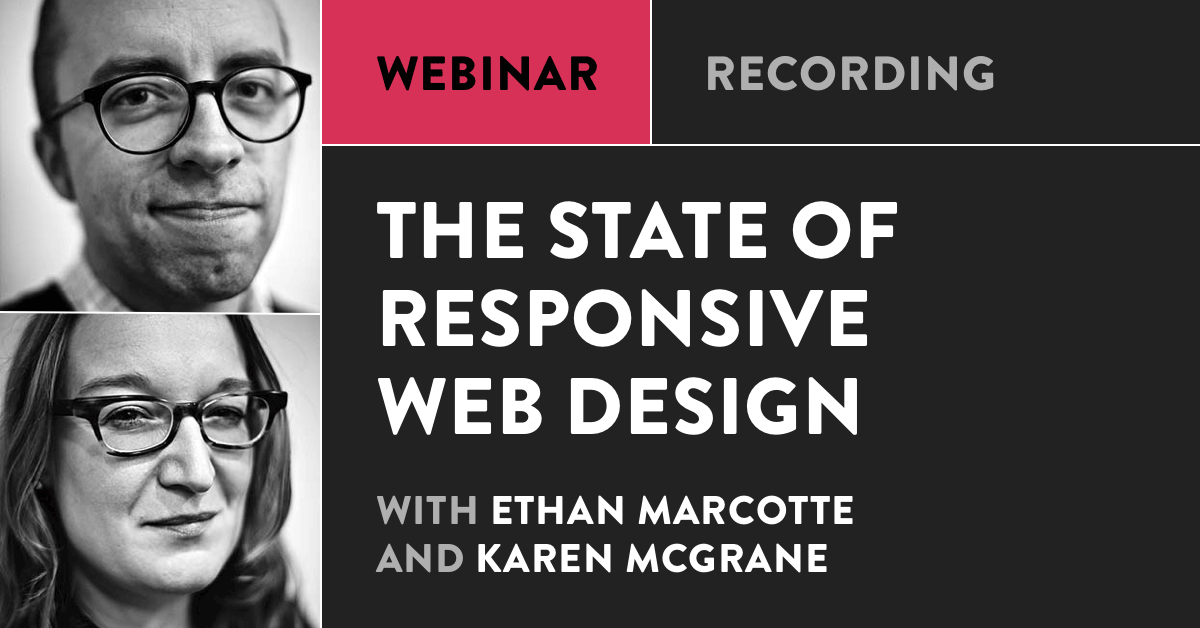 WEBINAR
RECORDING
THE STATE OF
RESPONSIVE
WEB DESIGN
WITH ETHAN MARCOTTE
AND KAREN MCGRANE